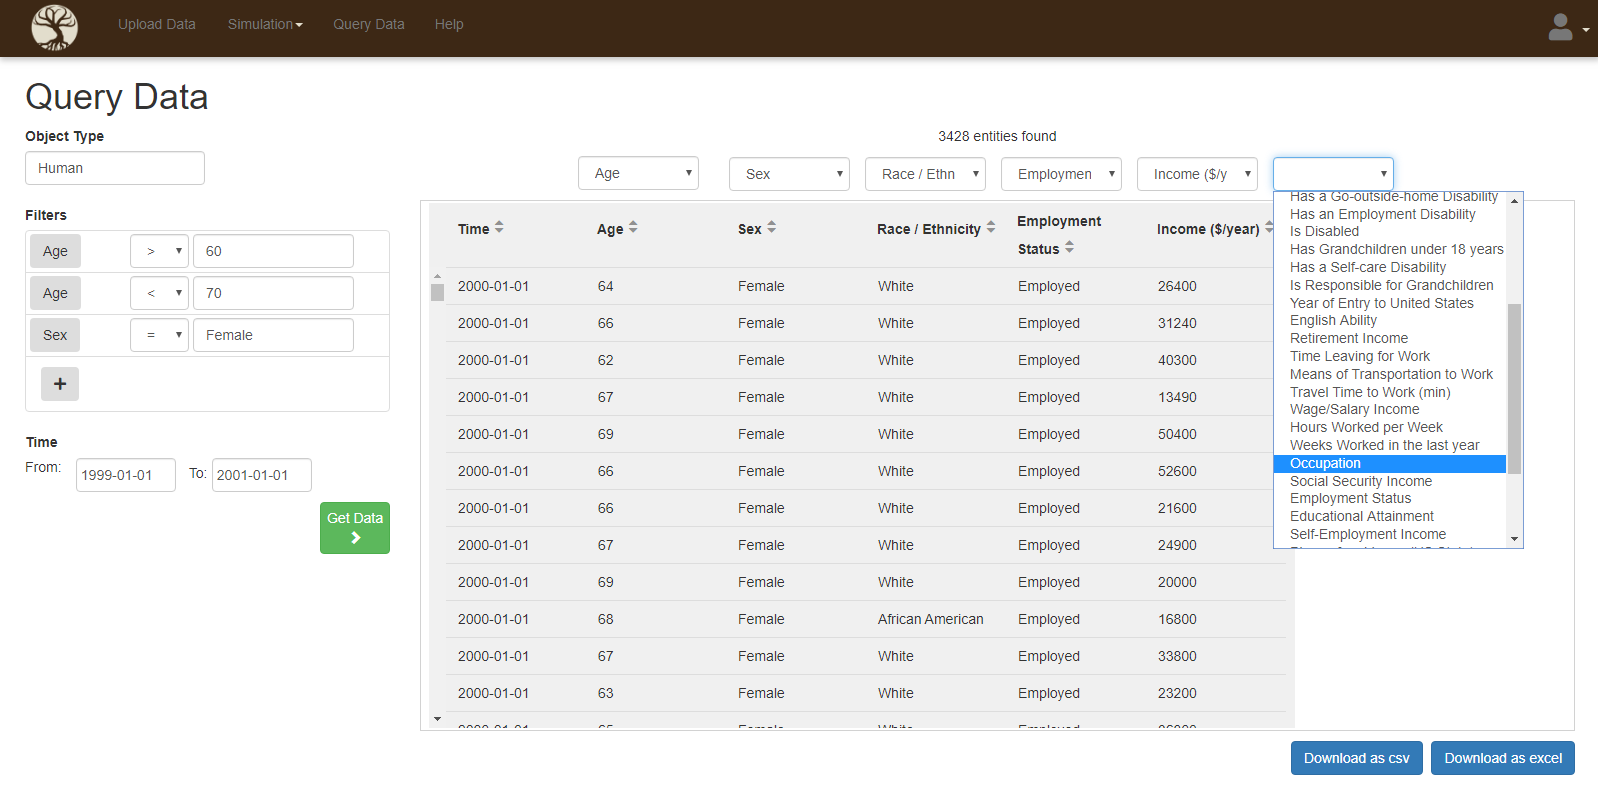 Upload Data Simulation Query Data Help
Query Data
Object Type
Human
Filters
Age > 60
Age < 70
Sex = Female
+
Time
From: 1999-01-01 To: 2001-01-01
Get Data
3428 entities found
Age Sex Race / Ethn Employmen Income ($/y
Time Age Sex Race / Ethnicity Employment Status Income ($/year)
2000-01-01 64 Female White Employed 26400
2000-01-01 66 Female White Employed 31240
2000-01-01 62 Female White Employed 40300
2000-01-01 67 Female White Employed 13490
2000-01-01 69 Female White Employed 50400
2000-01-01 66 Female White Employed 52600
2000-01-01 66 Female White Employed 21600
2000-01-01 67 Female White Employed 24900
2000-01-01 69 Female White Employed 20000
2000-01-01 68 Female African American Employed 16800
2000-01-01 67 Female White Employed 33800
2000-01-01 63 Female White Employed 23200
Has a Go-outside-home Disability
Has an Employment Disability
Is Disabled
Has Grandchildren under 18 years
Has a Self-care Disability
Is Responsible for Grandchildren
Year of Entry to United States
English Ability
Retirement Income
Time Leaving for Work
Means of Transportation to Work
Travel Time to Work (min)
Wage/Salary Income
Hours Worked per Week
Weeks Worked in the last year
Occupation
Social Security Income
Employment Status
Educational Attainment
Self-Employment Income
Download as csv Download as excel